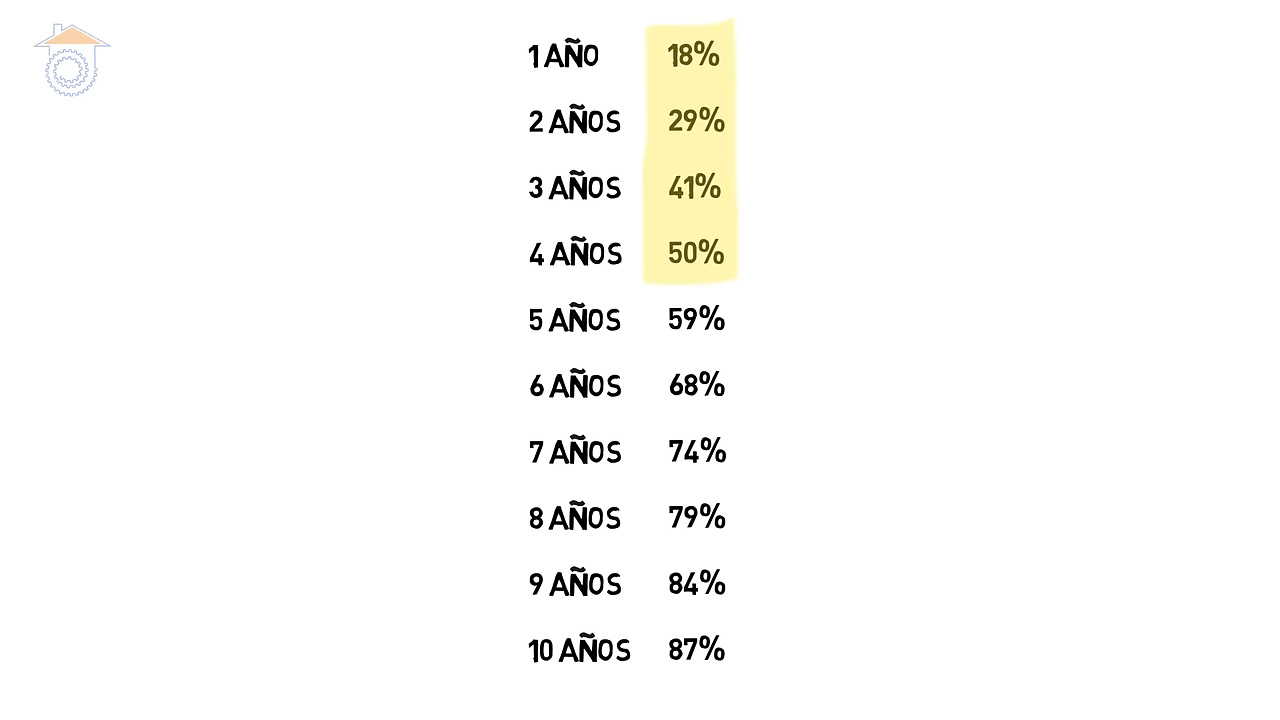 1 AÑO 18%
2 AÑOS 29%
3 AÑOS 41%
4 AÑOS 50%
5 AÑOS 59%
6 AÑOS 68%
7 AÑOS 74%
8 AÑOS 79%
9 AÑOS 84%
10 AÑOS 87%